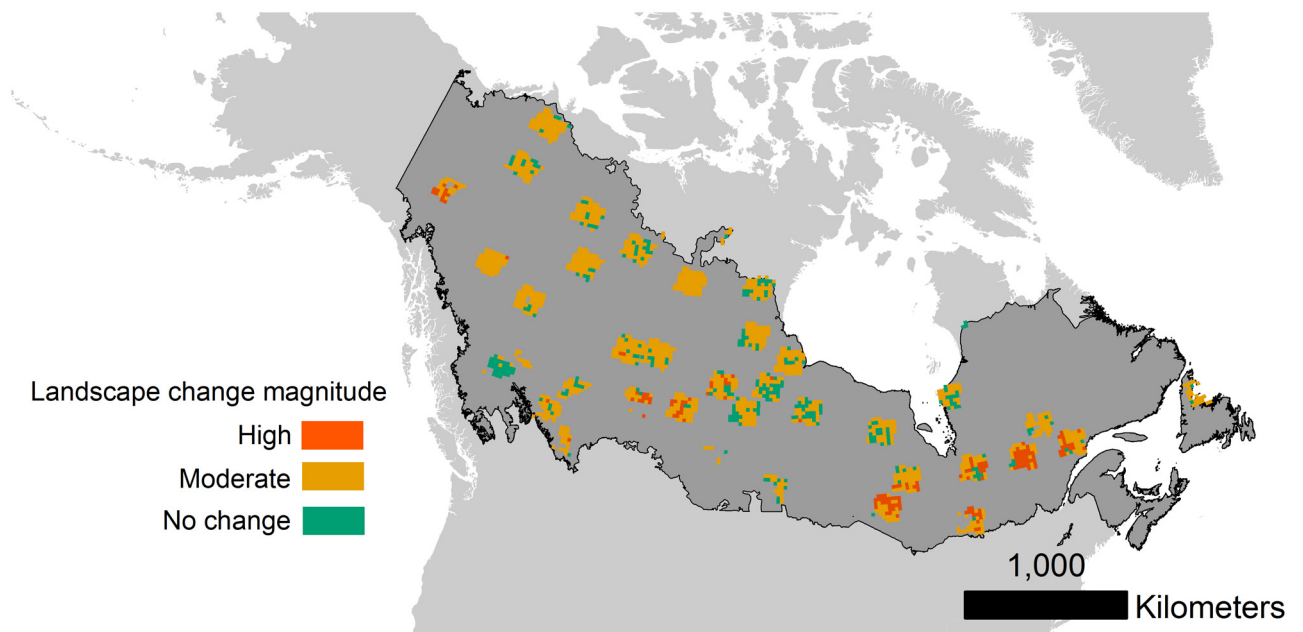 Landscape change magnitude
High
Moderate
No change
1,000
Kilometers